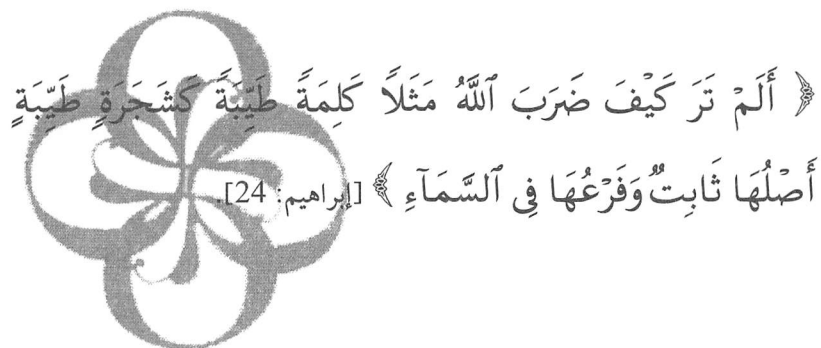 ﴿ أَلَمْ تَرَ كَيْفَ ضَرَبَ ٱللَّهُ مَثَلًا كَلِمَةً طَيِّبَةً كَشَجَرَةٍ طَيِّبَةٍ
أَصْلُهَا ثَابِتٌ وَفَرْعُهَا فِى ٱلسَّمَآءِ ﴾ [إبراهيم: 24].